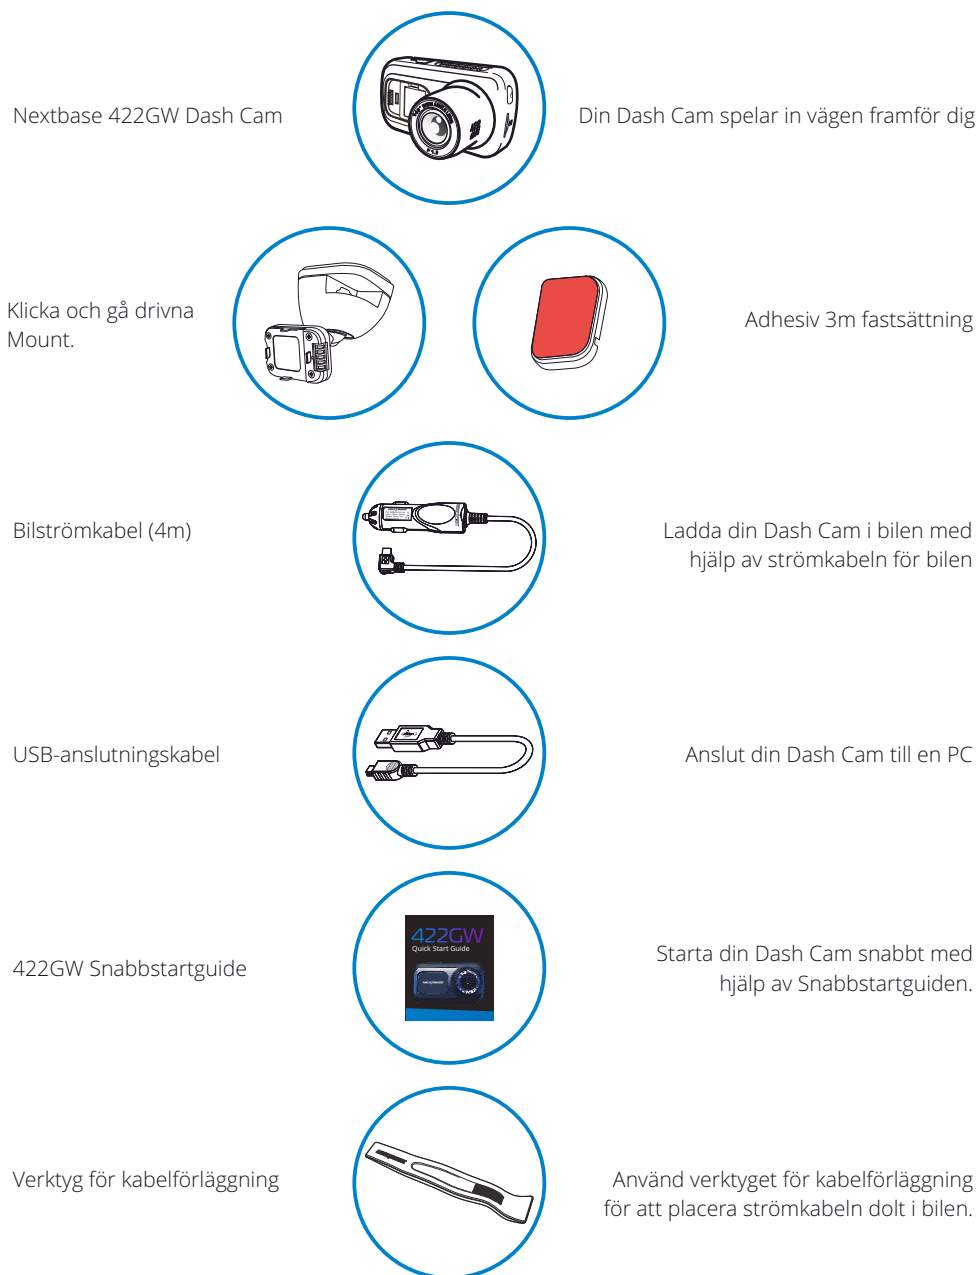 Nextbase 422GW Dash Cam
Din Dash Cam spelar in vägen framför dig
Klicka och gå drivna
Mount.
Adhesiv 3m fastsättning
Bilströmkabel (4m)
Ladda din Dash Cam i bilen med
hjälp av strömkabeln för bilen
USB-anslutningskabel
Anslut din Dash Cam till en PC
422GW
Quick Start Guide
422GW Snabbstartguide
Starta din Dash Cam snabbt med
hjälp av Snabbstartguiden.
Verktyg för kabelförläggning
Använd verktyget för kabelförläggning
för att placera strömkabeln dolt i bilen.